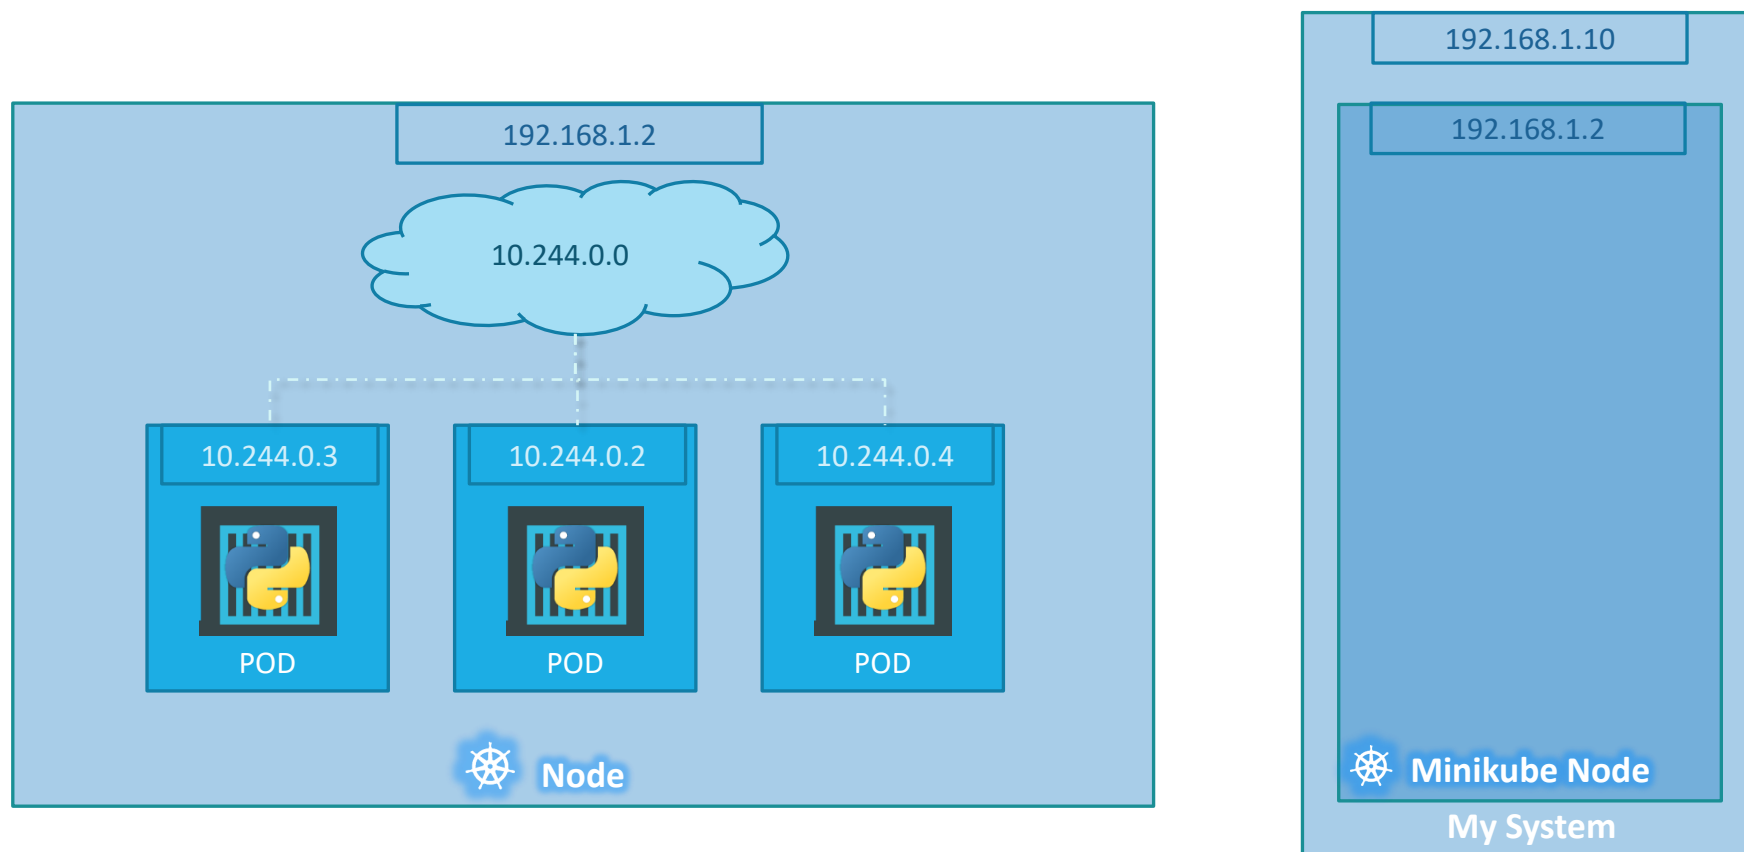 192.168.1.2
10.244.0.0
10.244.0.3
10.244.0.2
10.244.0.4
POD
POD
POD
Node
192.168.1.10
192.168.1.2
Minikube Node
My System